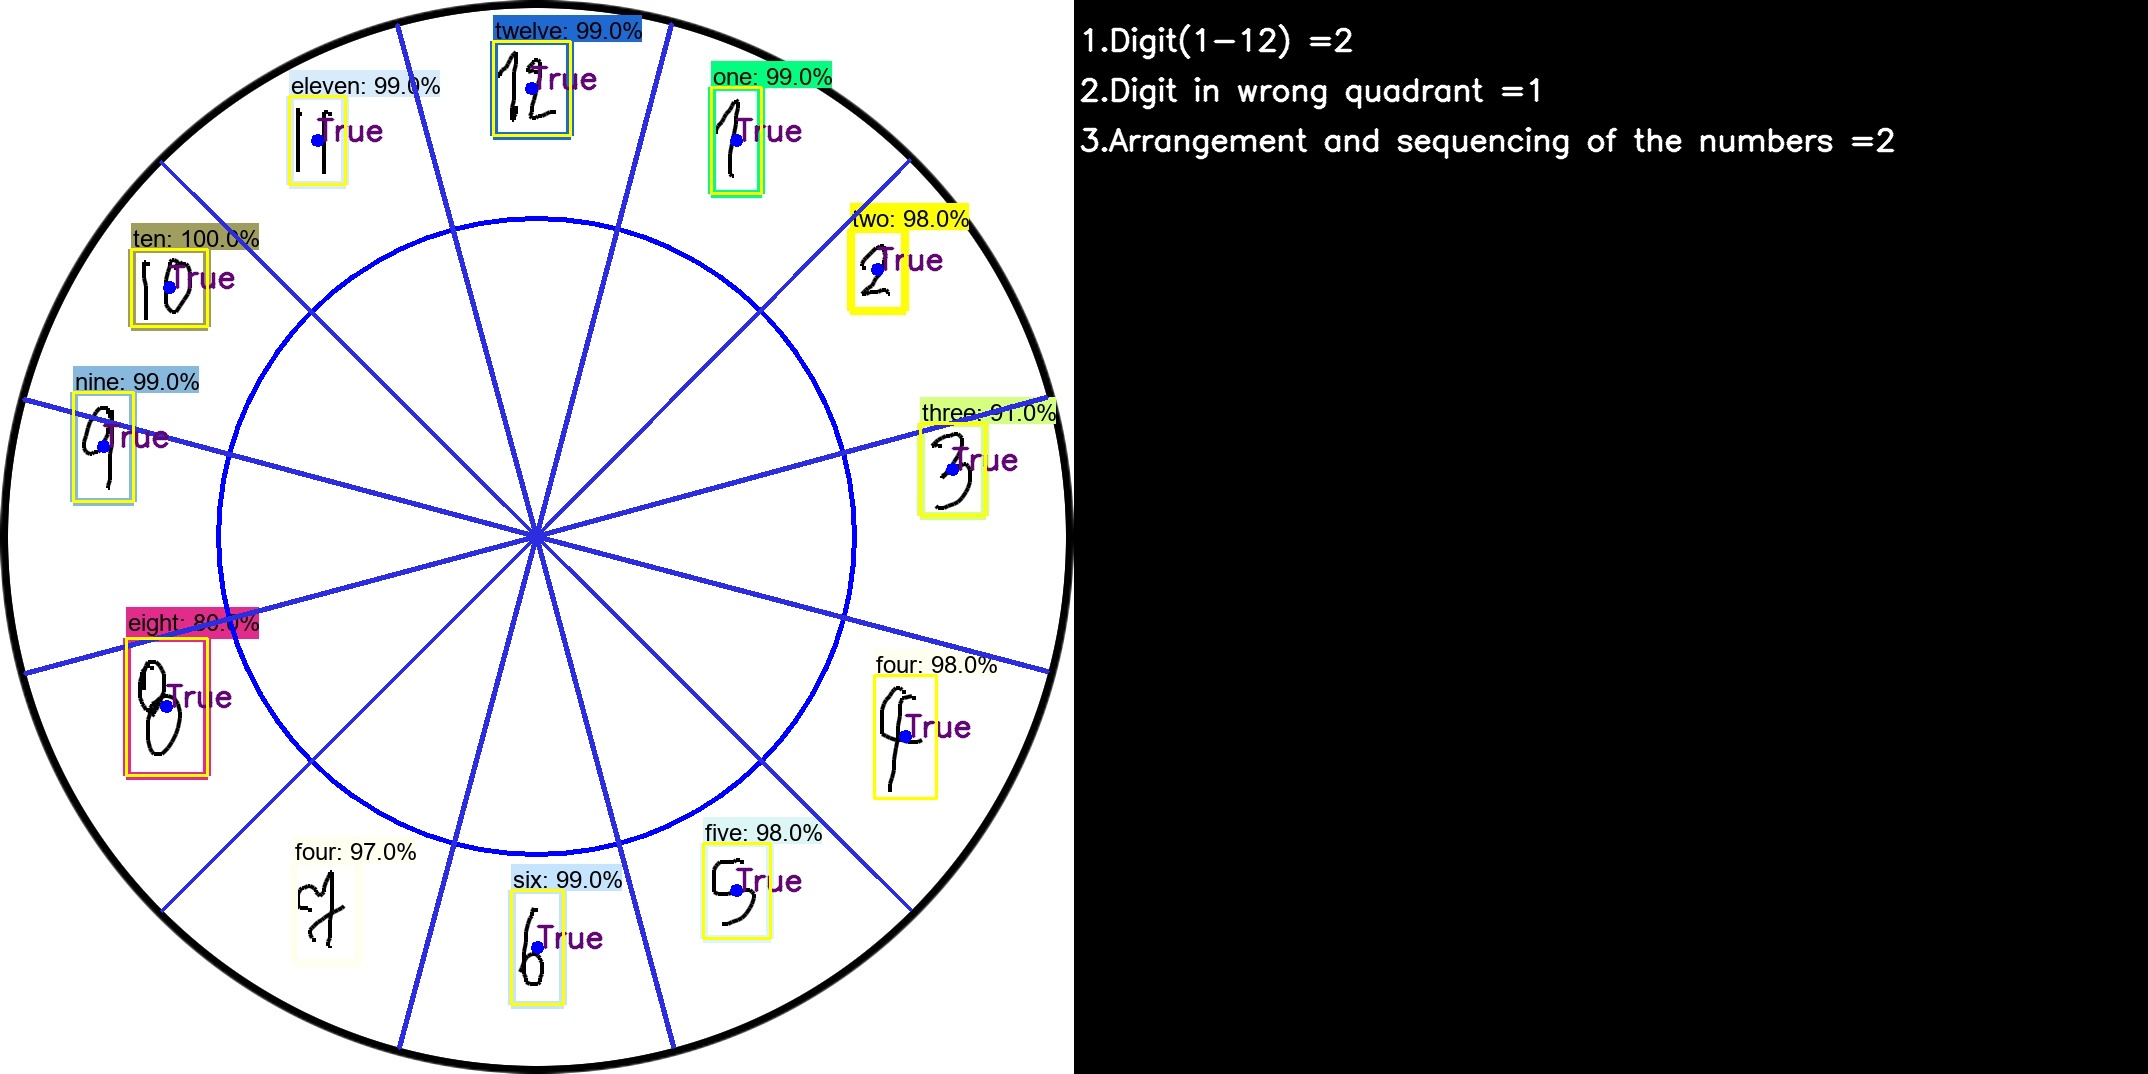 twelve: 99.0%
12 True
one: 99.0%
1 True
eleven: 99.0%
11 True
two: 98.0%
2 True
ten: 100.0%
10 True
nine: 99.0%
9 True
three: 91.0%
3 True
eight: 80.0%
8 True
four: 98.0%
4 True
five: 98.0%
5 True
four: 97.0%
7
six: 99.0%
6 True
1.Digit(1-12) =2
2.Digit in wrong quadrant =1
3.Arrangement and sequencing of the numbers =2